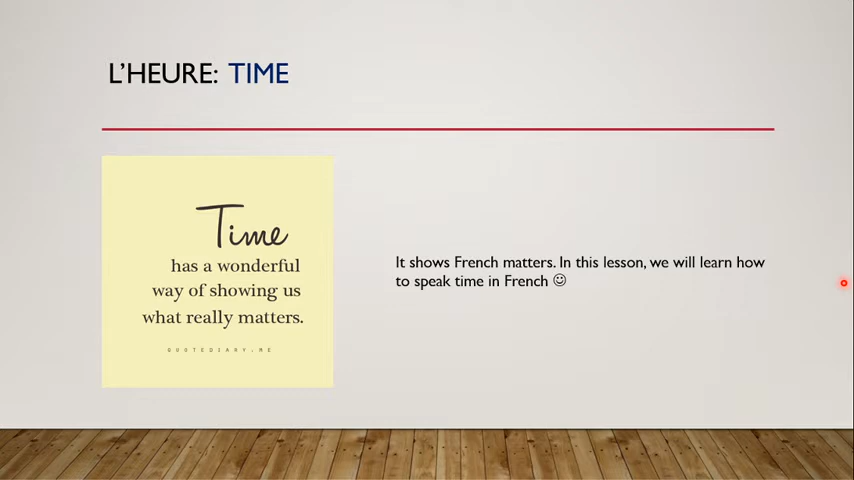 L'HEURE: TIME
Time
has a wonderful
way of showing us
what really matters.
QUOTEDIARY.ME
It shows French matters. In this lesson, we will learn how
to speak time in French ☺